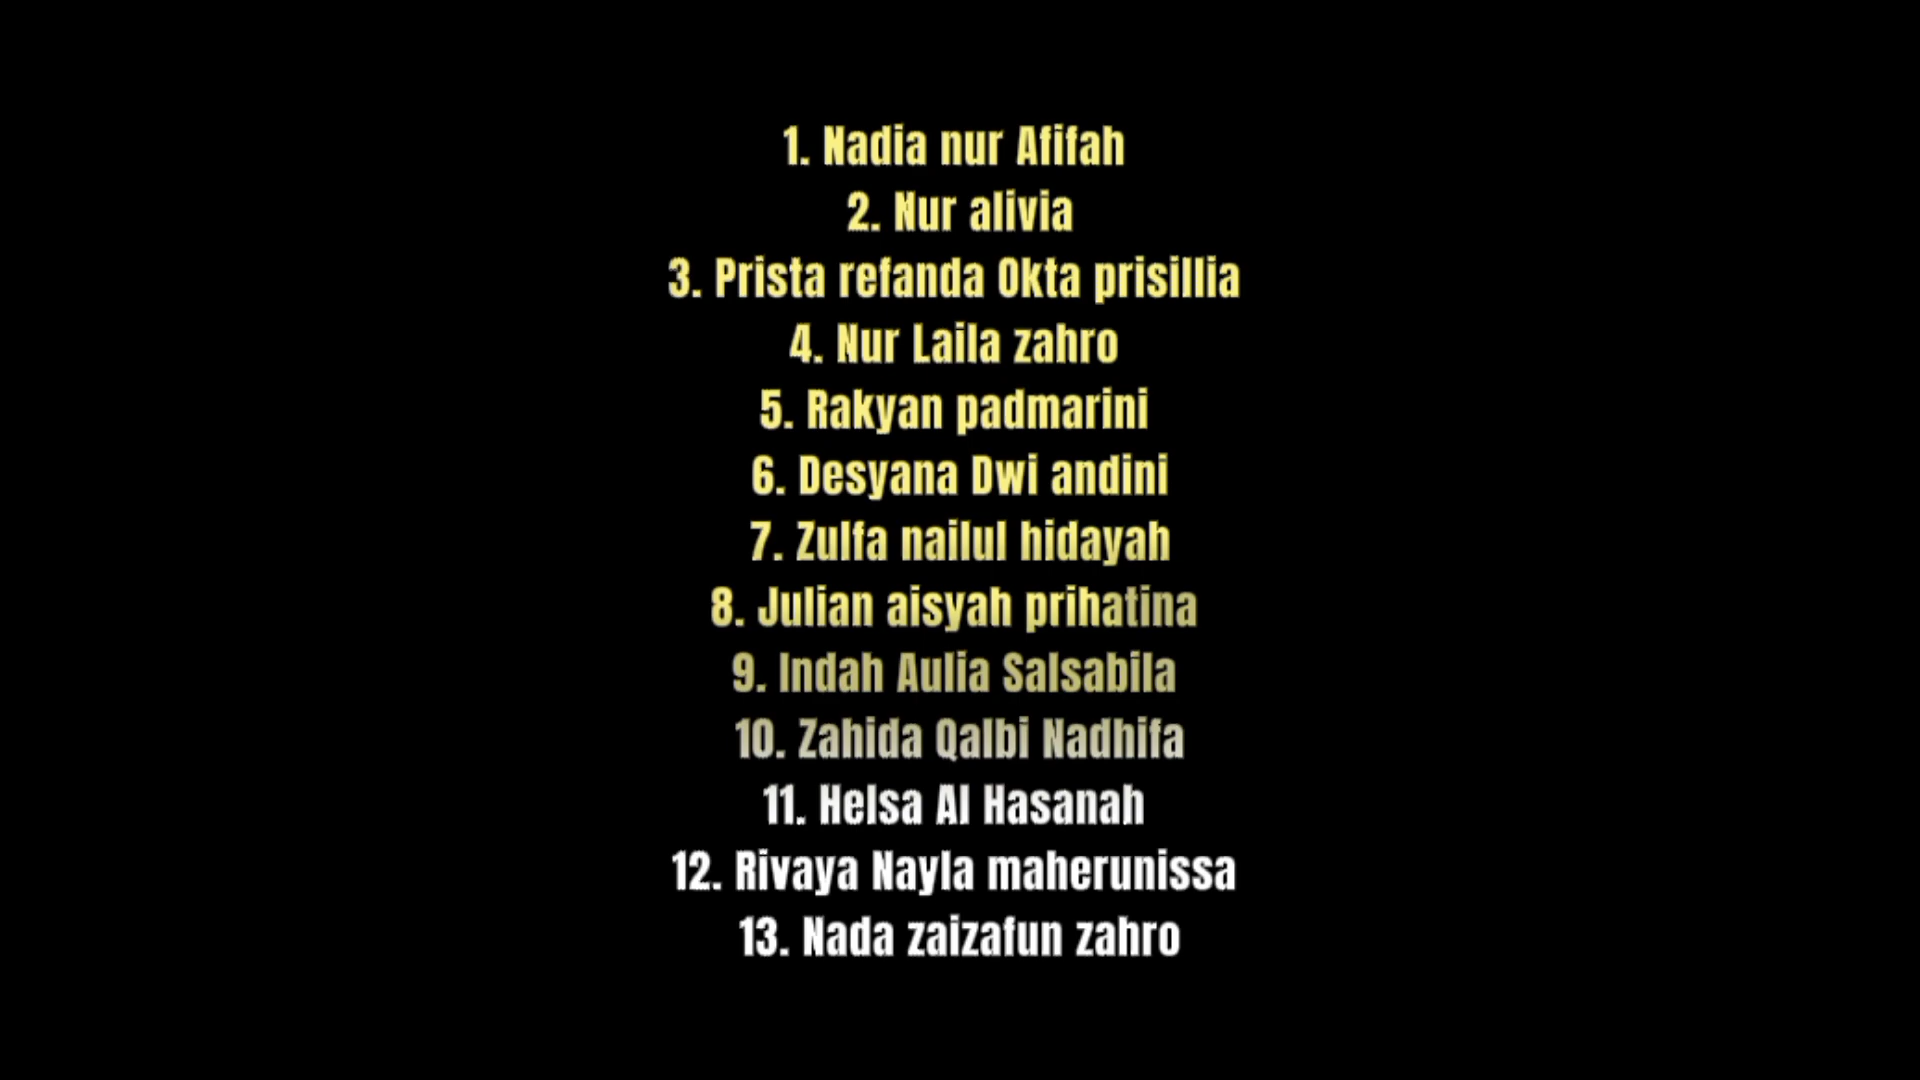 1. Nadia nur Afifah
2. Nur alivia
3. Prista refanda Okta prisillia
4. Nur Laila zahro
5. Rakyan padmarini
6. Desyana Dwi andini
7. Zulfa nailul hidayah
8. Julian aisyah prihatina
9. Indah Aulia Salsabila
10. Zahida Qalbi Nadhifa
11. Helsa Al Hasanah
12. Rivaya Nayla maherunissa
13. Nada zaizafun zahro